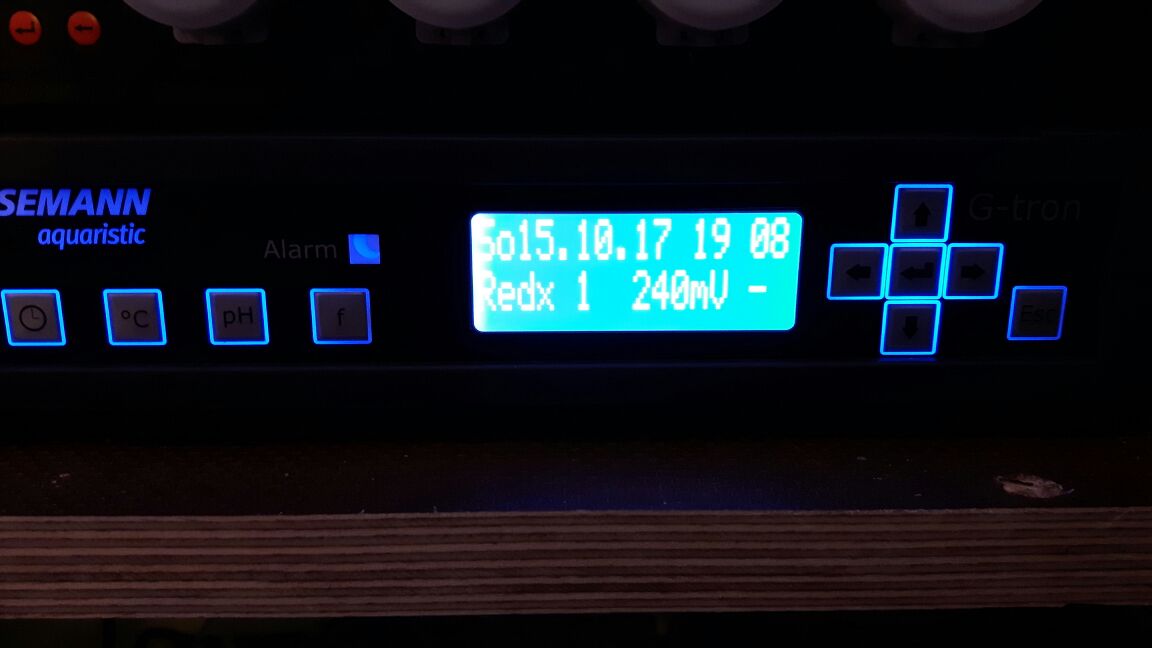 SEMANN
aquaristic
Alarm
So15.10.17 19 08
Redx 1 240mV -
G-tron
°C
pH
f
Esc